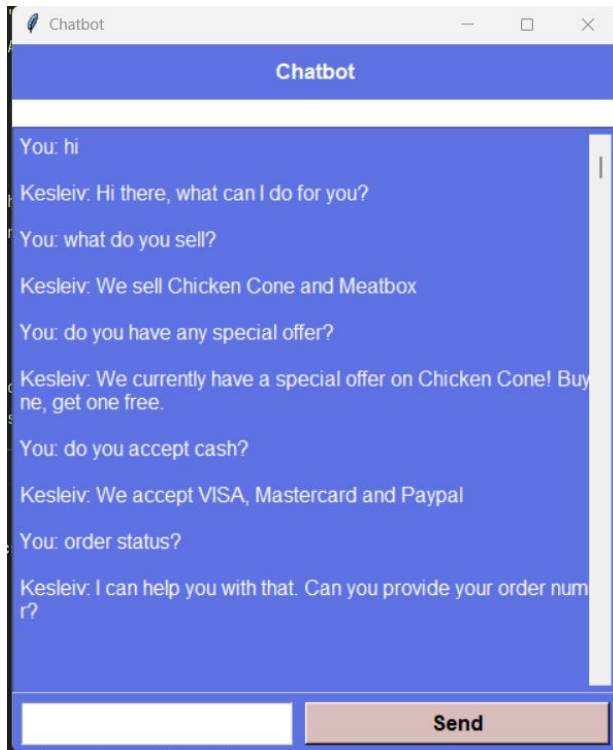 Chatbot
Chatbot
You: hi
Kesleiv: Hi there, what can I do for you?
You: what do you sell?
Kesleiv: We sell Chicken Cone and Meatbox
You: do you have any special offer?
Kesleiv: We currently have a special offer on Chicken Cone! Buy
ne, get one free.
You: do you accept cash?
Kesleiv: We accept VISA, Mastercard and Paypal
You: order status?
Kesleiv: I can help you with that. Can you provide your order num
r?
Send